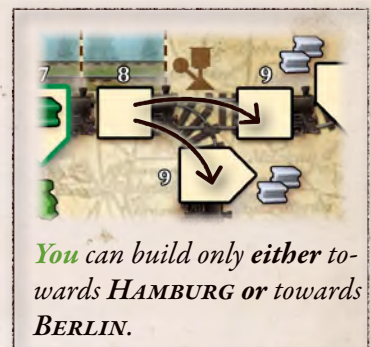 7
8
9
9
You can build only either to-
wards HAMBURG or towards
BERLIN.